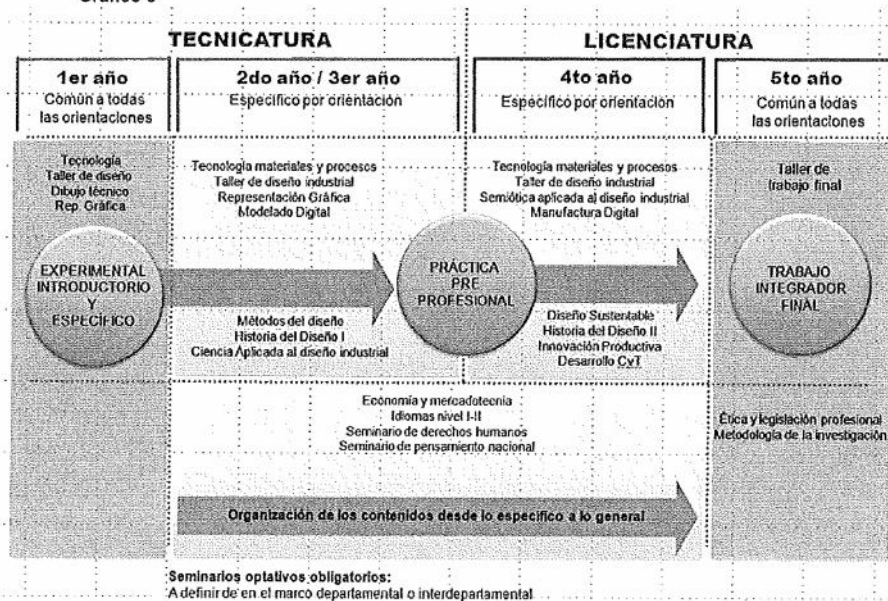 TECNICATURA
LICENCIATURA
1er año
Común a todas
las orientaciones
2do año / 3er año
Específico por orientación
4to año
Específico por orientación
5to año
Común a todas
las orientaciones
Tecnología
Taller de diseño
Dibujo técnico
Rep. Gráfica
Tecnología materiales y procesos
Taller de diseño industrial
Representación Gráfica
Modelado Digital
Tecnología materiales y procesos
Taller de diseño industrial
Semiótica aplicada al diseño industrial
Manufactura Digital
Taller de
trabajo final
EXPERIMENTAL
INTRODUCTORIO
Y
ESPECÍFICO
PRÁCTICA
PRE
PROFESIONAL
TRABAJO
INTEGRADOR
FINAL
Métodos del diseño
Historia del Diseño I
Ciencia Aplicada al diseño industrial
Diseño Sustentable
Historia del Diseño II
Innovación Productiva
Desarrollo CyT
Economía y mercadotecnia
Idiomas nivel I-II
Seminario de derechos humanos
Seminario de pensamiento nacional
Ética y legislación profesional
Metodología de la investigación
Organización de los contenidos desde lo específico a lo general
Seminarios optativos obligatorios:
A definir de en el marco departamental o interdepartamental